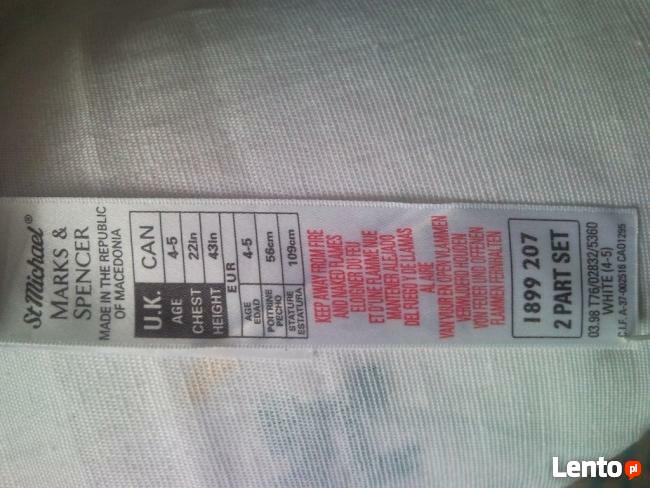 St Michael®
MARKS &
SPENCER
MADE IN THE REPUBLIC
OF MACEDONIA
U.K. CAN
AGE 4-5
CHEST 22in
HEIGHT 43in
EUR
AGE EDAD 4-5
POITRINE PECHO 56cm
STATURE ESTATURA 109cm
KEEP AWAY FROM FIRE
AND NAKED FLAMES
ELOIGNER DU FEU
ET D'UNE FLAMME NUE
MANTENER ALEJADO
DEL FUEGO Y DE LLAMAS
AL AIRE
VAN VUUR EN OPEN VLAMMEN
VERWIJDERD HOUDEN
VON FEUER UND OFFENEN
FLAMMEN FERNHALTEN
1899 207
2 PART SET
03.98 T76/02832/5360
WHITE (4-5)
C.I.F. A-37-002516 CA01295
Lento pl